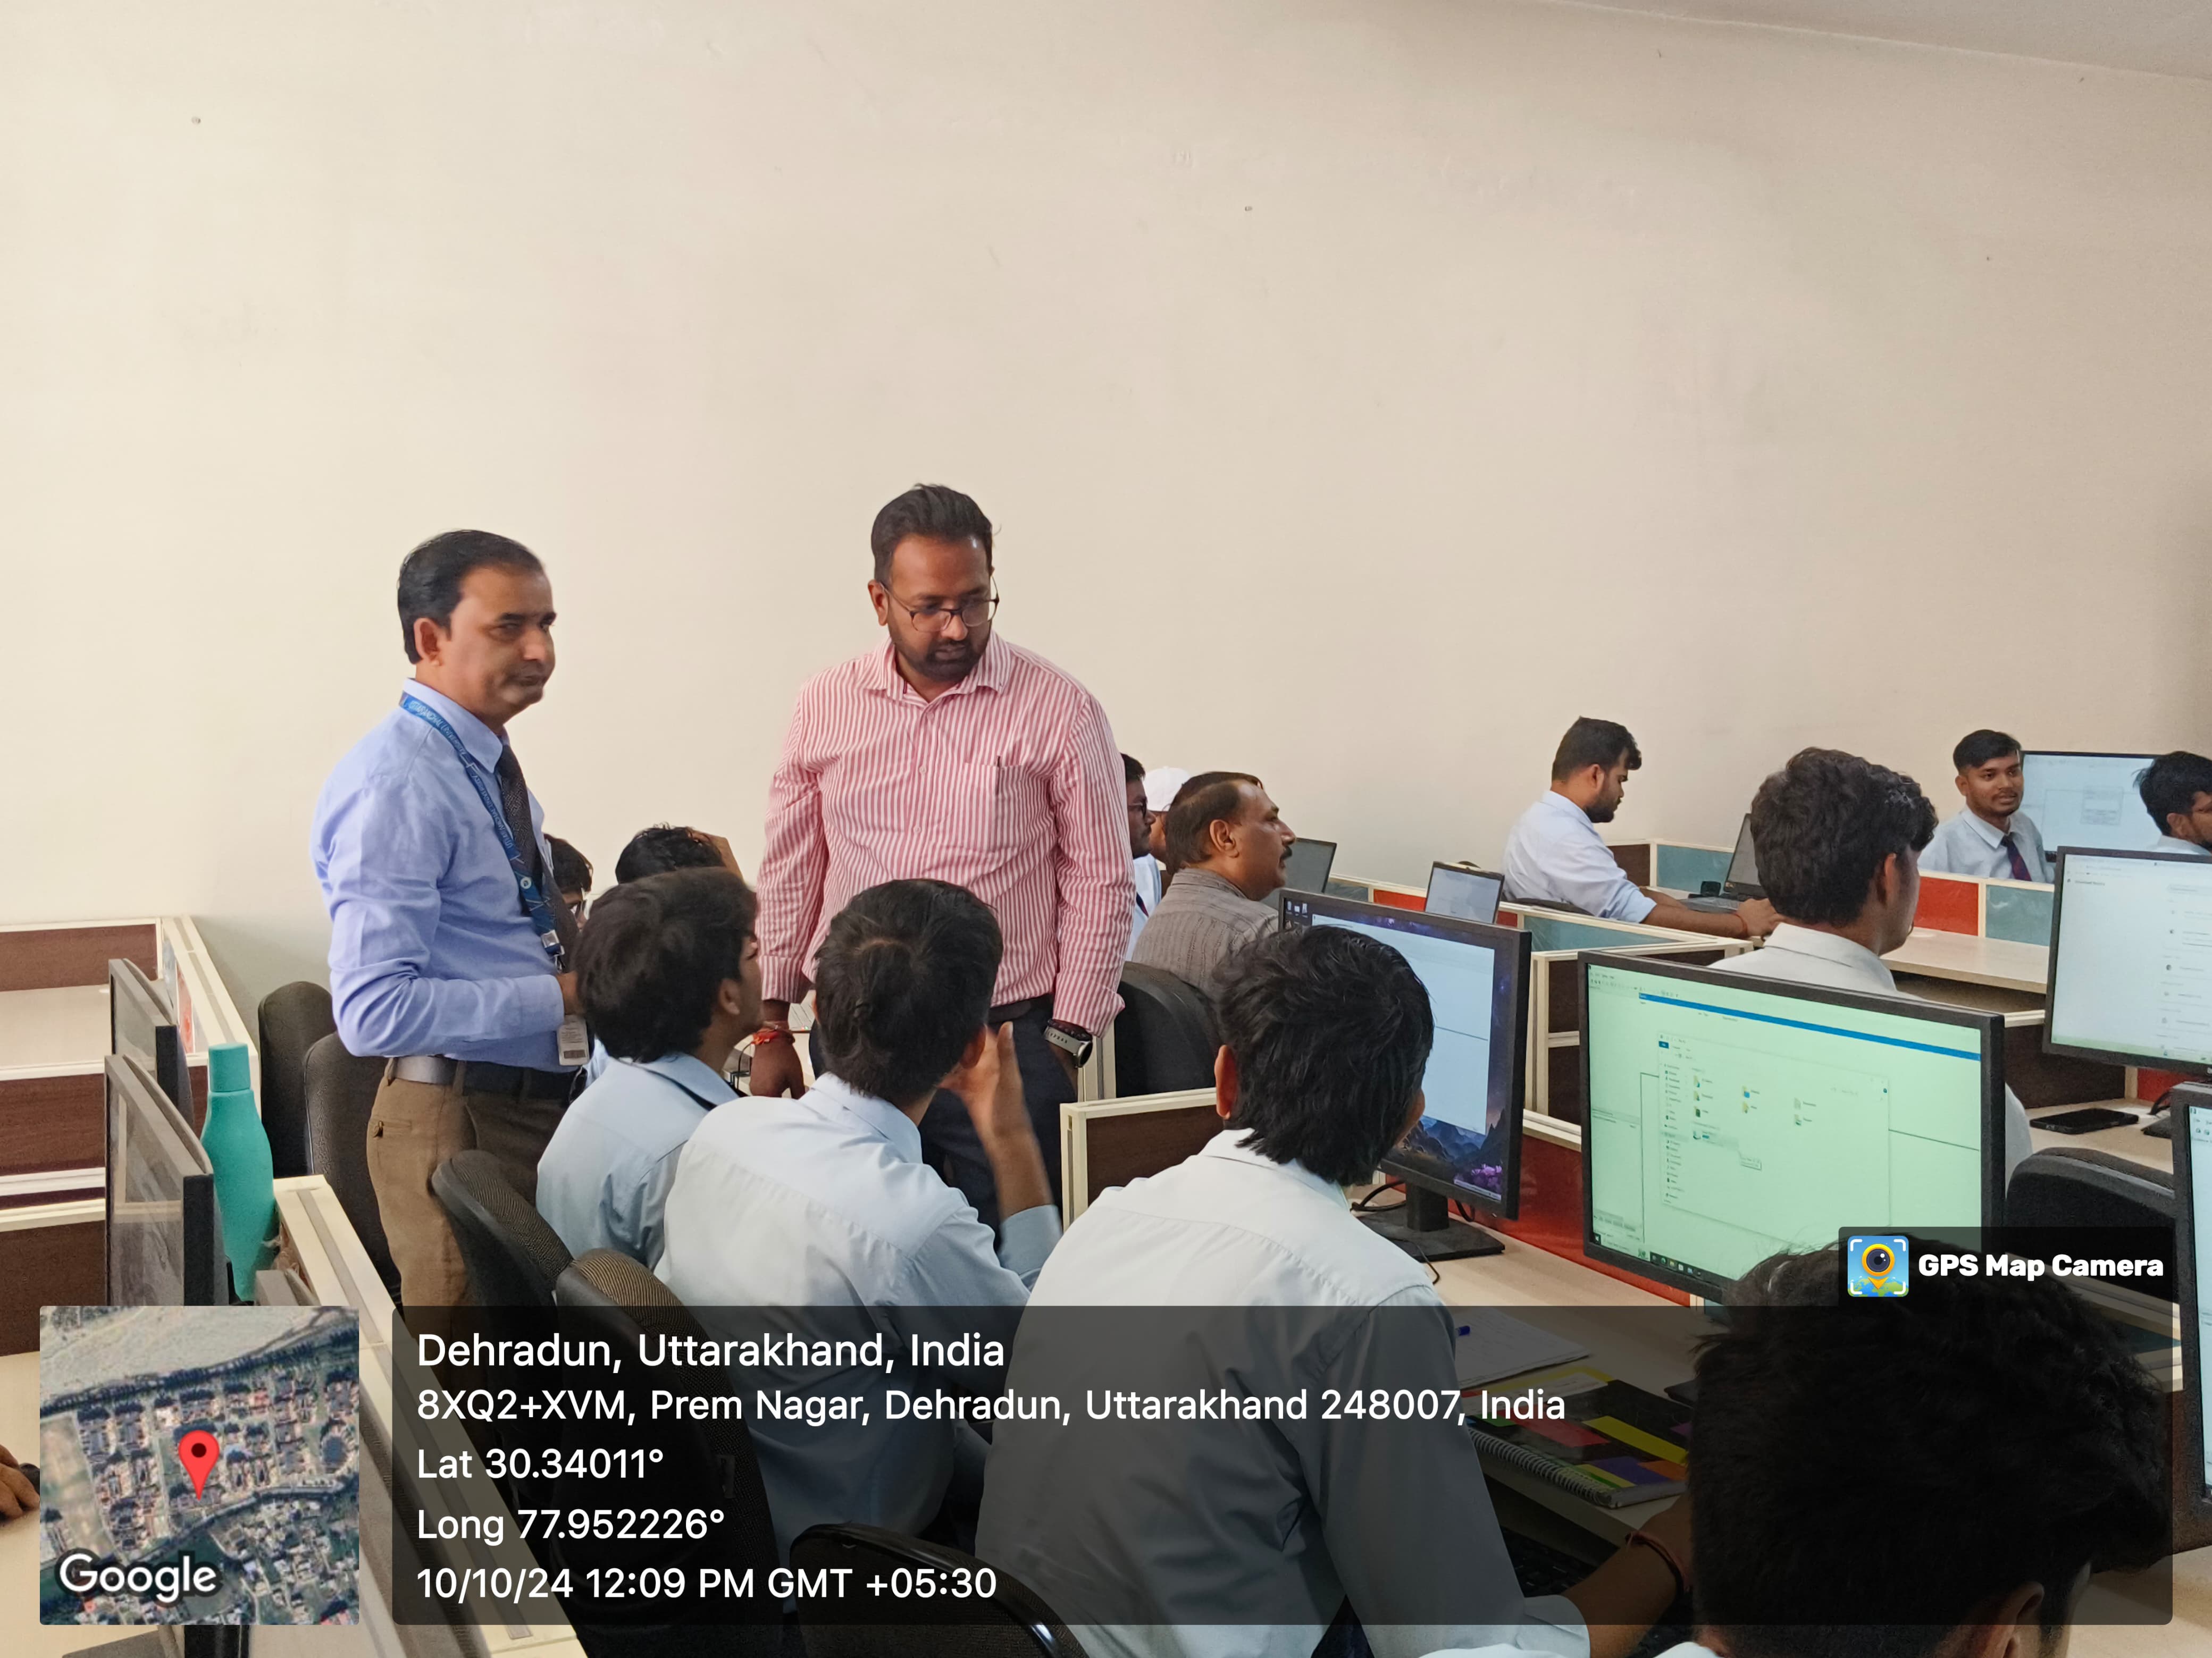 GPS Map Camera
Dehradun, Uttarakhand, India
8XQ2+XVM, Prem Nagar, Dehradun, Uttarakhand 248007, India
Lat 30.34011°
Long 77.952226°
10/10/24 12:09 PM GMT +05:30
Google